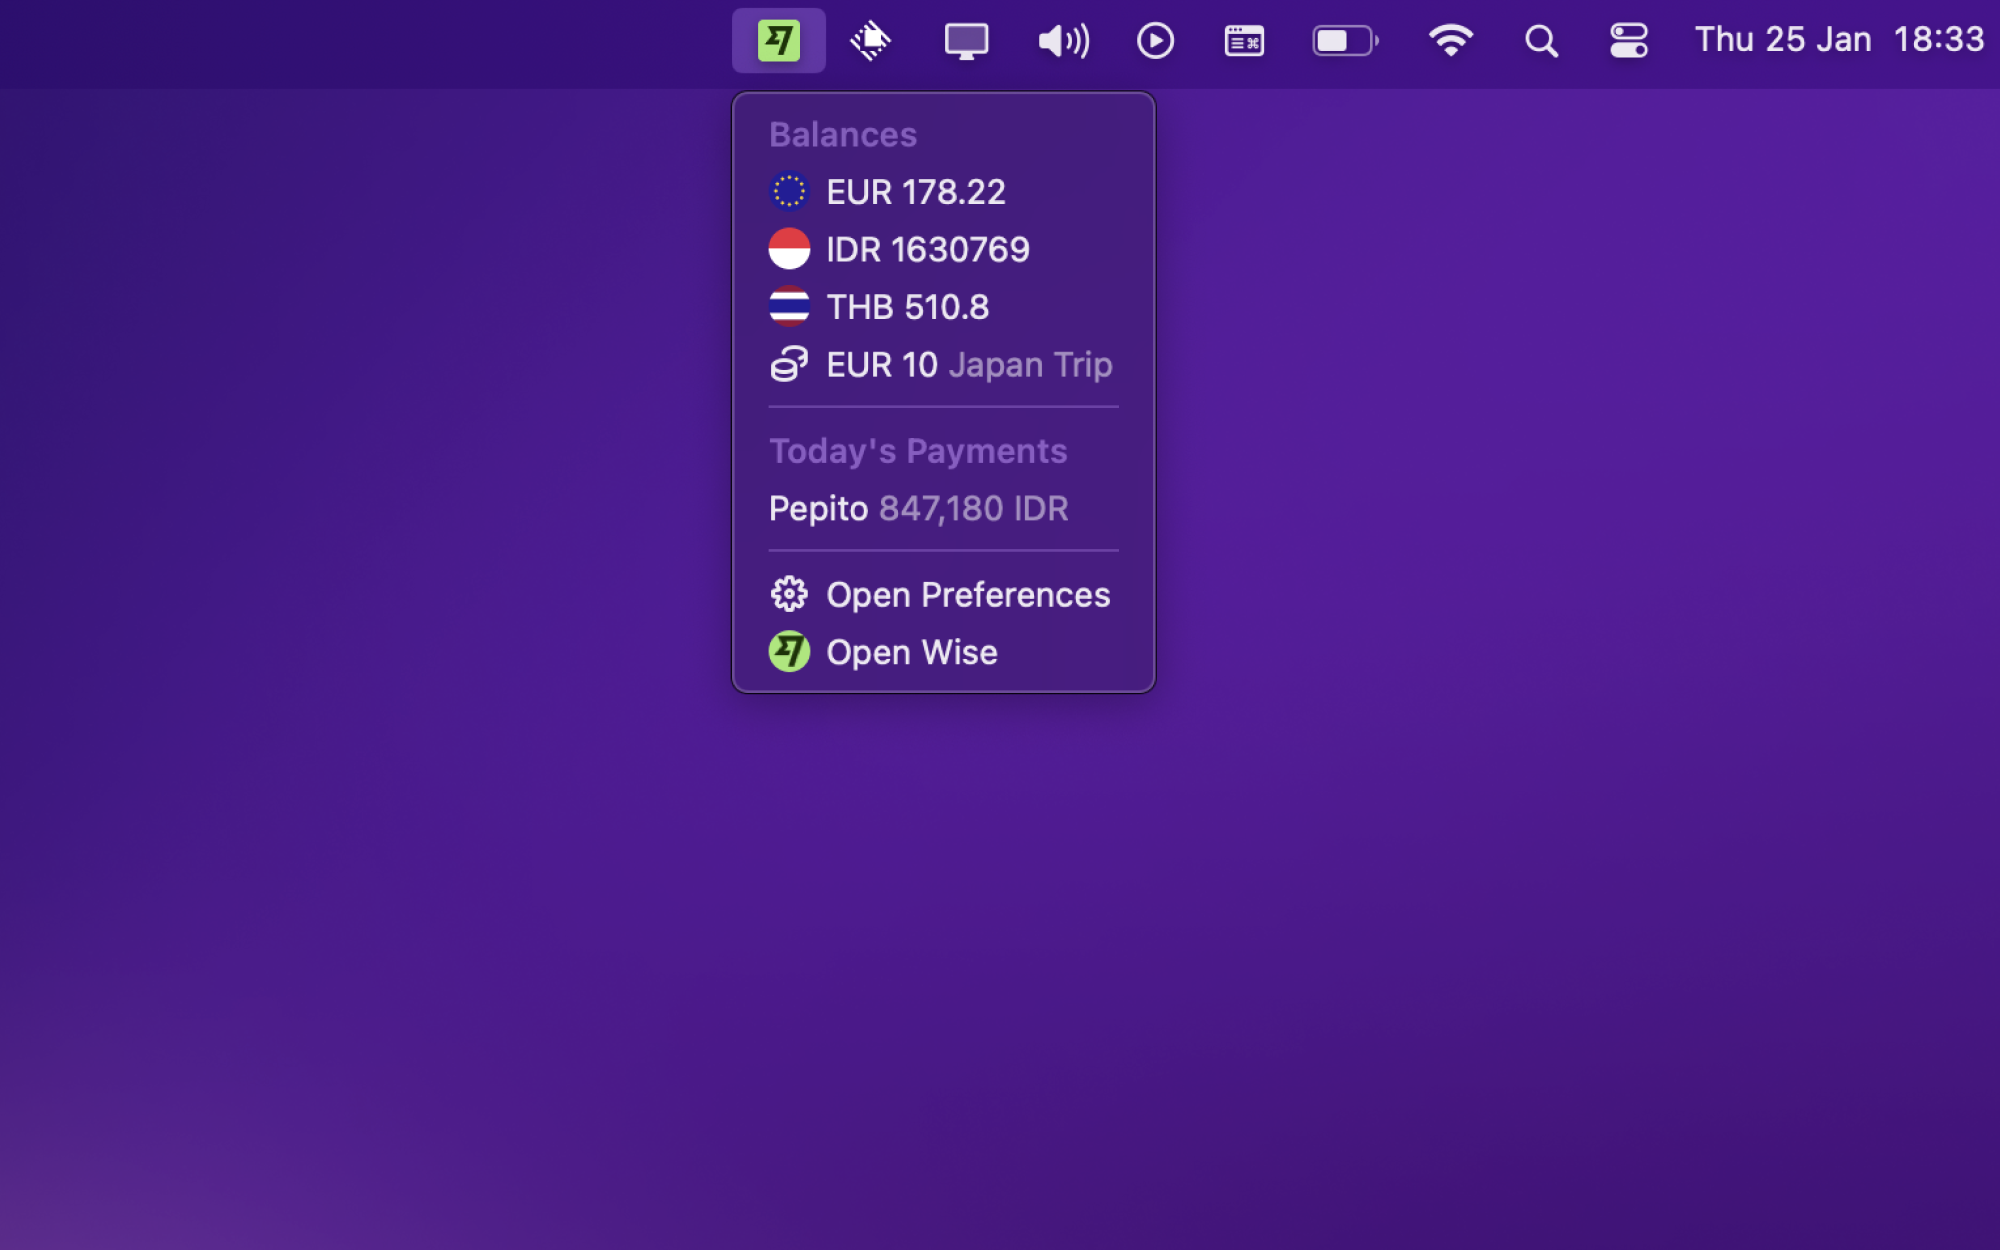 Thu 25 Jan 18:33
Balances
EUR 178.22
IDR 1630769
THB 510.8
EUR 10 Japan Trip
Today's Payments
Pepito 847,180 IDR
Open Preferences
Open Wise